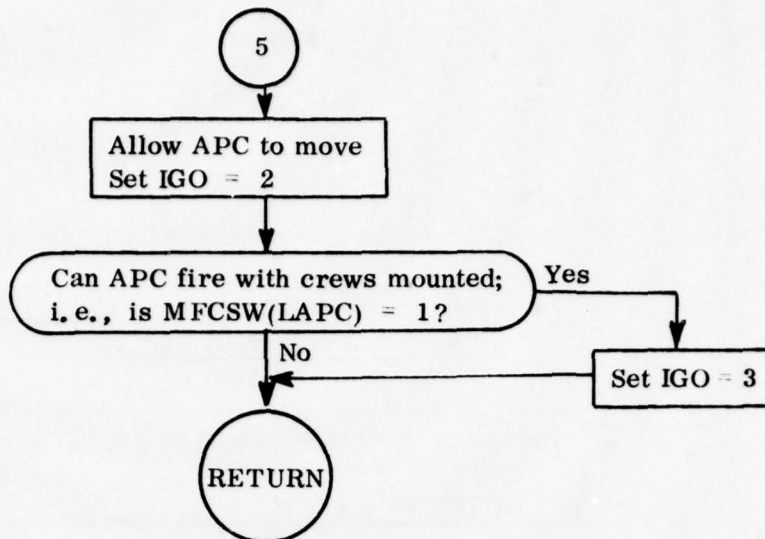 5
Allow APC to move
Set IGO = 2
Can APC fire with crews mounted;
i.e., is MFCSW(LAPC) = 1?
Yes
No
Set IGO = 3
RETURN